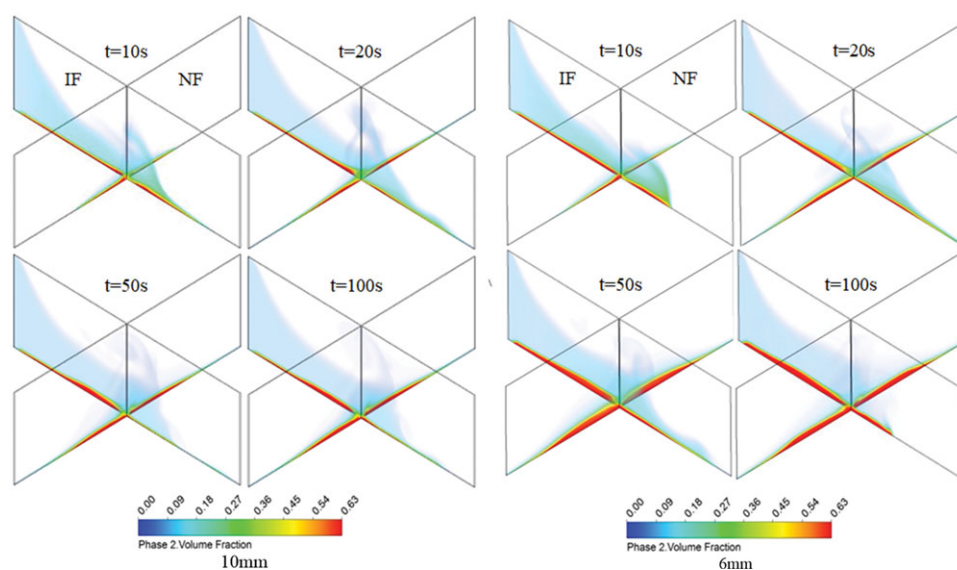 t=10s
t=20s
IF
NF
t=50s
t=100s
0.00 0.09 0.18 0.27 0.36 0.45 0.54 0.63
Phase 2.Volume Fraction
10mm
t=10s
t=20s
IF
NF
t=50s
t=100s
0.00 0.09 0.18 0.27 0.36 0.45 0.54 0.63
Phase 2.Volume Fraction
6mm